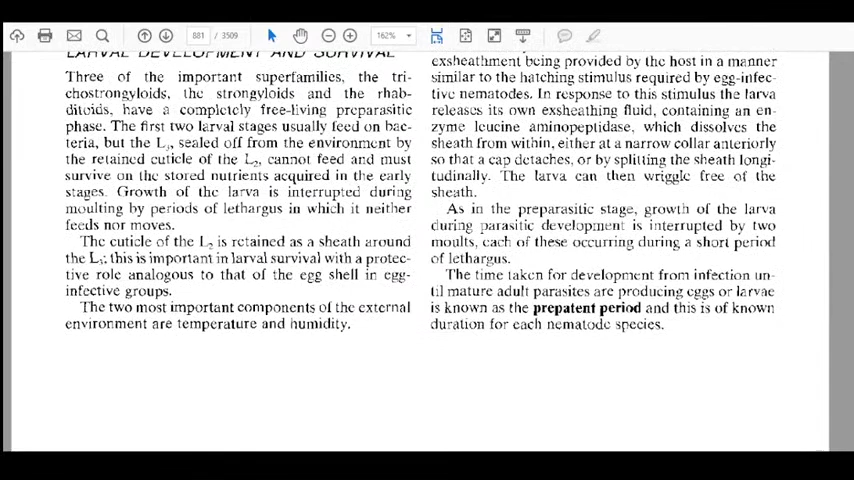 881 / 3509
162%
LARVAL DEVELOPMENT AND SURVIVAL
Three of the important superfamilies, the tri-
chostrongyloids, the strongyloids and the rhab-
ditoids, have a completely free-living preparasitic
phase. The first two larval stages usually feed on bac-
teria, but the L3, sealed off from the environment by
the retained cuticle of the L2, cannot feed and must
survive on the stored nutrients acquired in the early
stages. Growth of the larva is interrupted during
moulting by periods of lethargus in which it neither
feeds nor moves.
The cuticle of the L2 is retained as a sheath around
the L3; this is important in larval survival with a protec-
tive role analogous to that of the egg shell in egg-
infective groups.
The two most important components of the external
environment are temperature and humidity.
exsheathment being provided by the host in a manner
similar to the hatching stimulus required by egg-infec-
tive nematodes. In response to this stimulus the larva
releases its own exsheathing fluid, containing an en-
zyme leucine aminopeptidase, which dissolves the
sheath from within, either at a narrow collar anteriorly
so that a cap detaches, or by splitting the sheath longi-
tudinally. The larva can then wriggle free of the
sheath.
As in the preparasitic stage, growth of the larva
during parasitic development is interrupted by two
moults, each of these occurring during a short period
of lethargus.
The time taken for development from infection un-
til mature adult parasites are producing eggs or larvae
is known as the prepatent period and this is of known
duration for each nematode species.